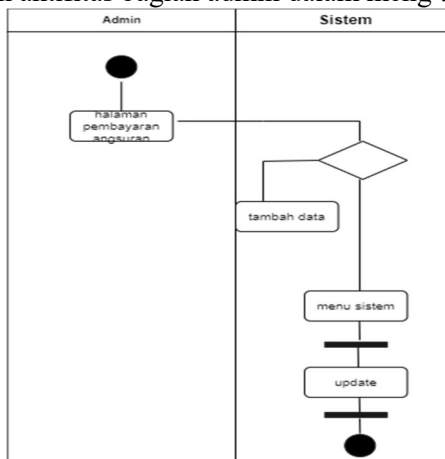 Admin
Sistem
halaman
pembayaran
angsuran
tambah data
menu sistem
update